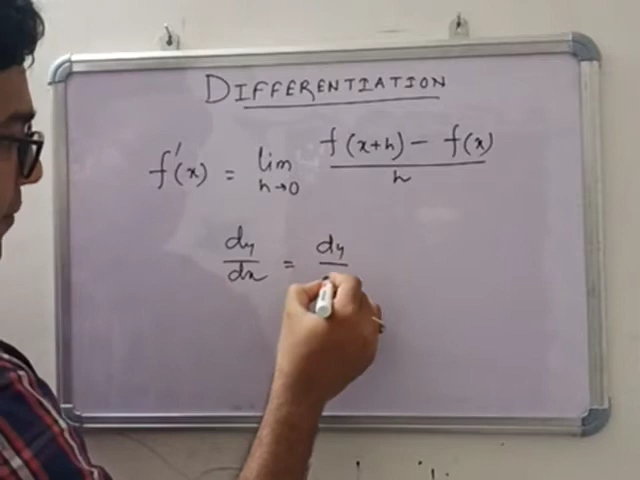 DIFFERENTIATION
f'(x) = lim h→0 f(x+h) - f(x) / h
dy/dx = dy/